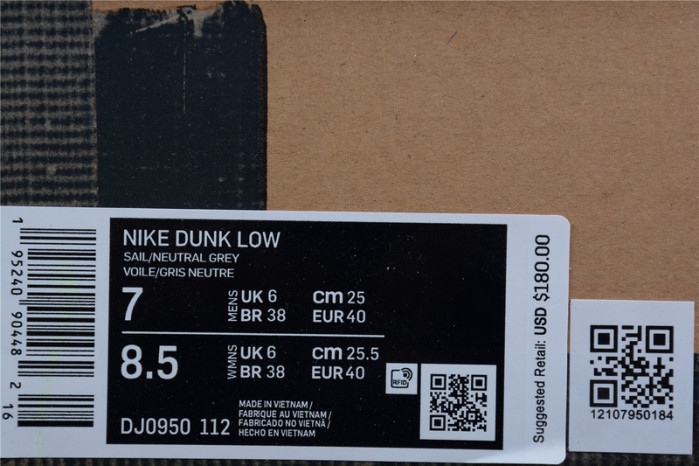 NIKE DUNK LOW
SAIL/NEUTRAL GREY
VOILE/GRIS NEUTRE
7 MENS UK 6 cm 25
BR 38 EUR 40
8.5 WMNS UK 6 cm 25.5
BR 38 EUR 40
RFID
DJ0950 112
MADE IN VIETNAM/
FABRIQUE AU VIETNAM/
FABRICADO NO VIETNÃ/
HECHO EN VIETNAM
1 95240 90448 2 16
Suggested Retail: USD $180.00
12107950184